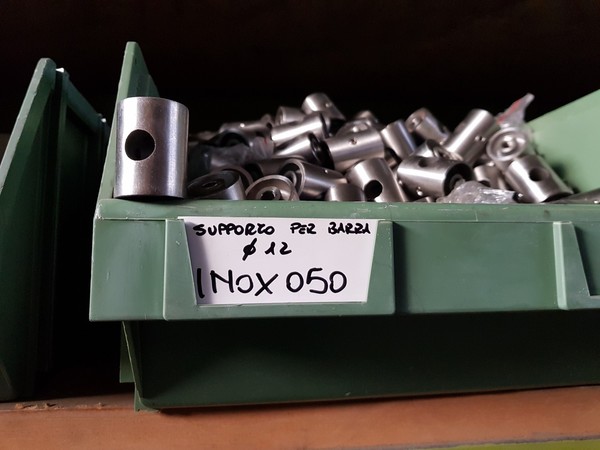 SUPPORTO PER BARRA
φ 12
INOX 050